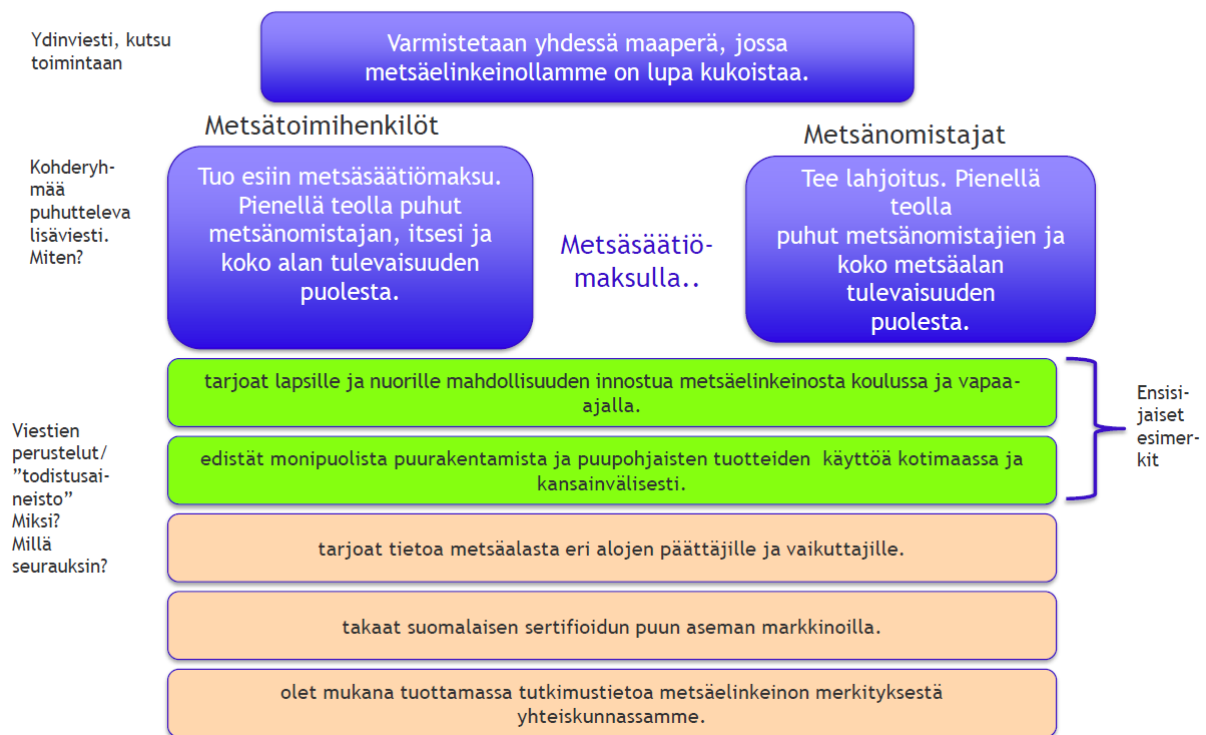 Ydinviesti, kutsu
toimintaan
Varmistetaan yhdessä maaperä, jossa
metsäelinkeinollamme on lupa kukoistaa.
Metsätoimihenkilöt
Metsänomistajat
Kohderyh-
mää
puhutteleva
lisäviesti.
Miten?
Tuo esiin metsäsäätiömaksu.
Pienellä teolla puhut
metsänomistajan, itsesi ja
koko alan tulevaisuuden
puolesta.
Metsäsäätiö-
maksulla..
Tee lahjoitus. Pienellä
teolla
puhut metsänomistajien ja
koko metsäalan
tulevaisuuden
puolesta.
tarjoat lapsille ja nuorille mahdollisuuden innostua metsäelinkeinosta koulussa ja vapaa-
ajalla.
Ensisi-
jaiset
esimer-
kit
Viestien
perustelut/
”todistusai-
neisto”
Miksi?
Millä
seurauksin?
edistät monipuolista puurakentamista ja puupohjaisten tuotteiden käyttöä kotimaassa ja
kansainvälisesti.
tarjoat tietoa metsäalasta eri alojen päättäjille ja vaikuttajille.
takaat suomalaisen sertifioidun puun aseman markkinoilla.
olet mukana tuottamassa tutkimustietoa metsäelinkeinon merkityksestä
yhteiskunnassamme.